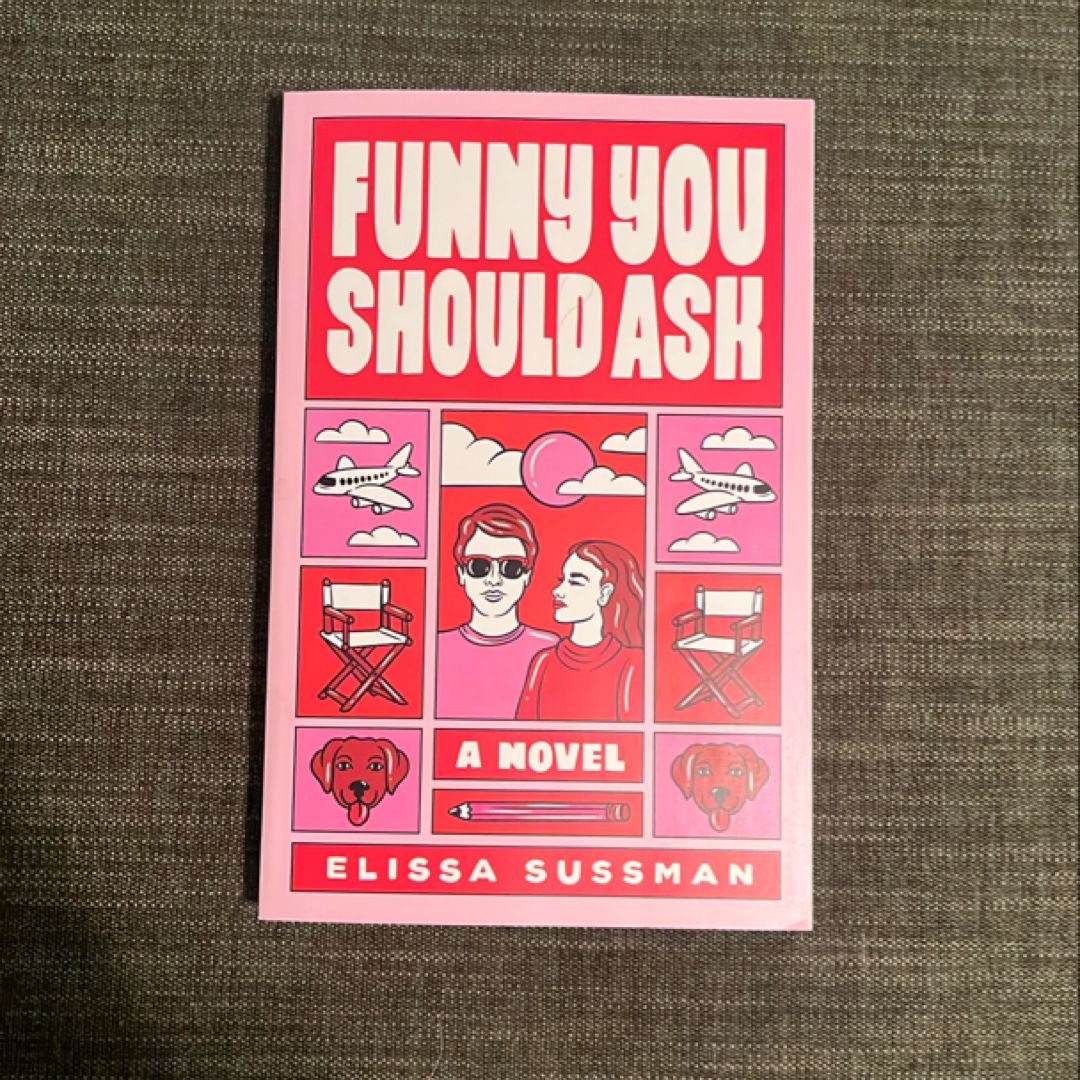 FUNNY YOU
SHOULD ASK
A NOVEL
ELISSA SUSSMAN